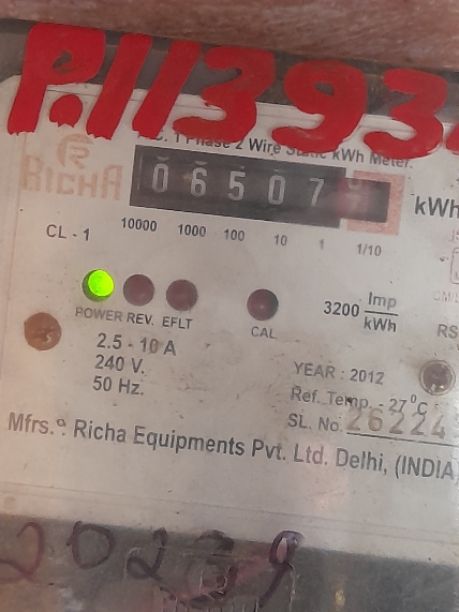 P.11393
A.C. 1 Phase 2 Wire Static kWh Meter.
RICHA
06507 kWh
CL - 1 10000 1000 100 10 1 1/10
POWER REV. EFLT CAL
3200 Imp/kWh
RS
2.5 - 10 A
240 V.
50 Hz.
YEAR : 2012
Ref. Temp. - 27°C
SL. No. 26224
Mfrs.: Richa Equipments Pvt. Ltd. Delhi, (INDIA)
20239